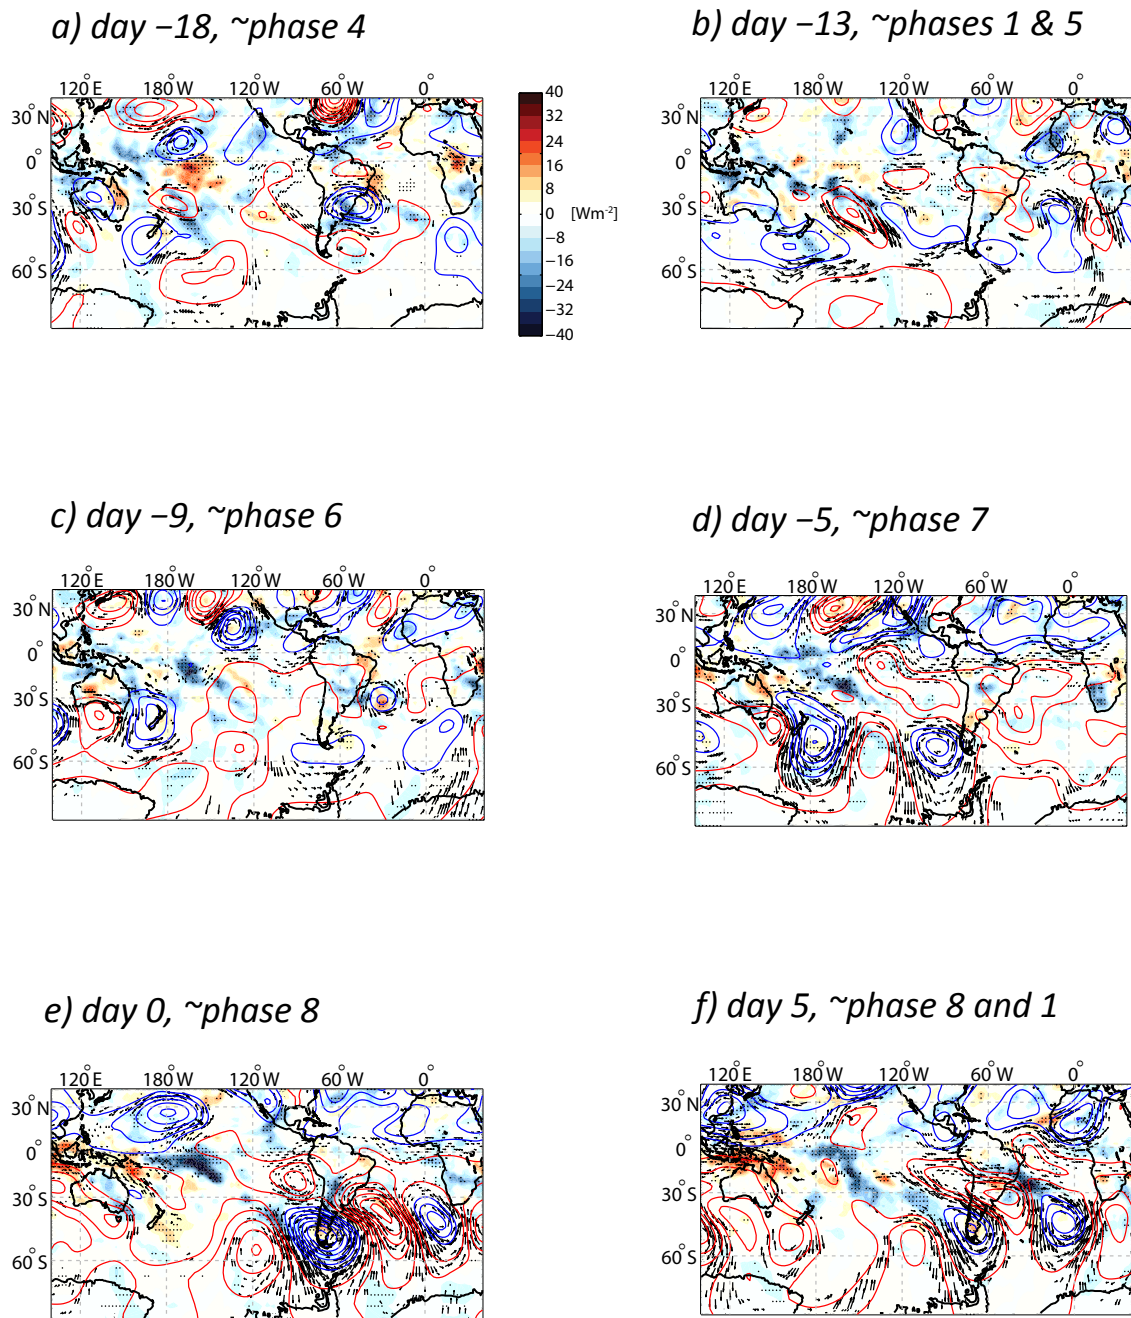 a) day −18, ~phase 4
120°E 180°W 120°W 60°W 0°
30°N
0°
30°S
60°S
40
32
24
16
8
0 [Wm⁻²]
−8
−16
−24
−32
−40
b) day −13, ~phases 1 & 5
120°E 180°W 120°W 60°W 0°
30°N
0°
30°S
60°S
c) day −9, ~phase 6
120°E 180°W 120°W 60°W 0°
30°N
0°
30°S
60°S
d) day −5, ~phase 7
120°E 180°W 120°W 60°W 0°
30°N
0°
30°S
60°S
e) day 0, ~phase 8
120°E 180°W 120°W 60°W 0°
30°N
0°
30°S
60°S
f) day 5, ~phase 8 and 1
120°E 180°W 120°W 60°W 0°
30°N
0°
30°S
60°S